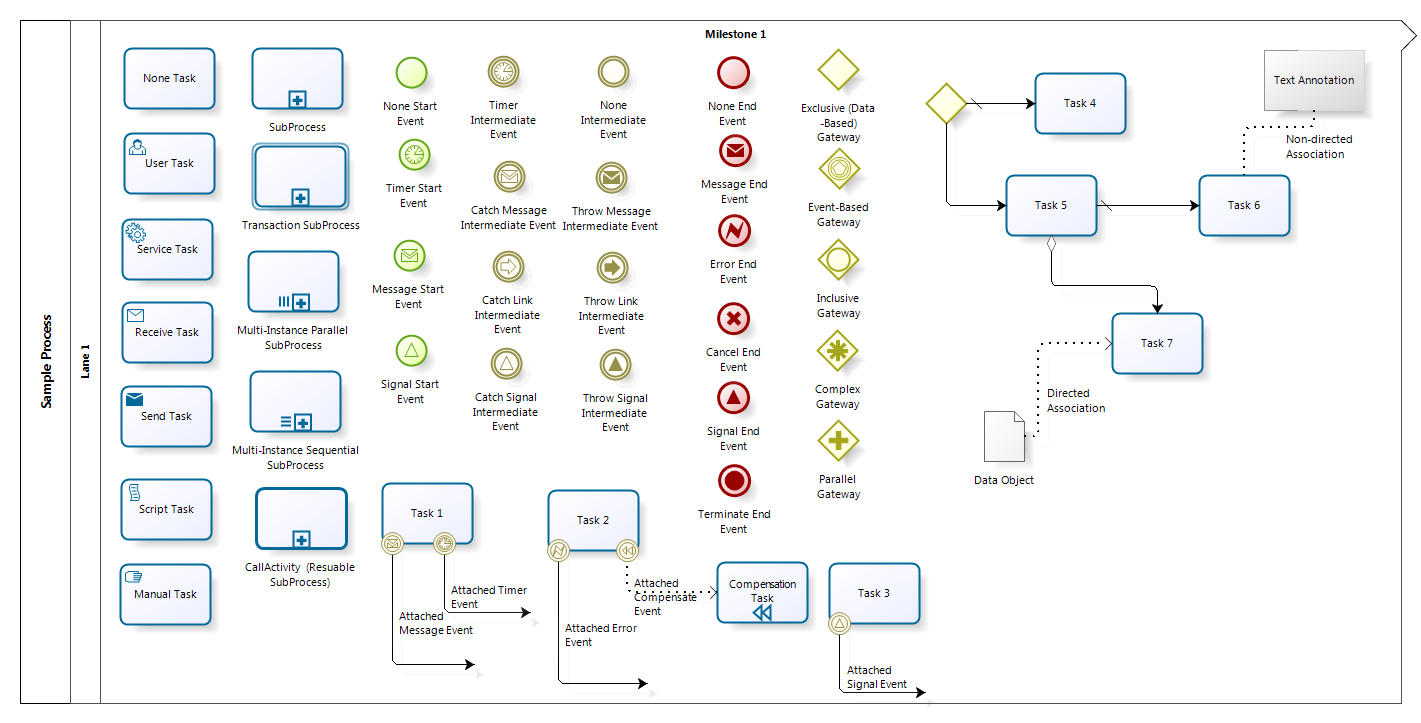 Sample Process
Lane 1
Milestone 1
None Task
User Task
Service Task
Receive Task
Send Task
Script Task
Manual Task
SubProcess
Transaction SubProcess
Multi-Instance Parallel
SubProcess
Multi-Instance Sequential
SubProcess
CallActivity (Resuable
SubProcess)
None Start
Event
Timer Start
Event
Message Start
Event
Signal Start
Event
Timer
Intermediate
Event
Catch Message
Intermediate Event
Catch Link
Intermediate
Event
Catch Signal
Intermediate
Event
None
Intermediate
Event
Throw Message
Intermediate Event
Throw Link
Intermediate
Event
Throw Signal
Intermediate
Event
None End
Event
Message End
Event
Error End
Event
Cancel End
Event
Signal End
Event
Terminate End
Event
Exclusive (Data
-Based)
Gateway
Event-Based
Gateway
Inclusive
Gateway
Complex
Gateway
Parallel
Gateway
Task 1
Attached Timer
Event
Attached
Message Event
Task 2
Attached
Compensate
Event
Attached Error
Event
Compensation
Task
Task 3
Attached
Signal Event
Task 4
Task 5
Task 6
Text Annotation
Non-directed
Association
Task 7
Directed
Association
Data Object